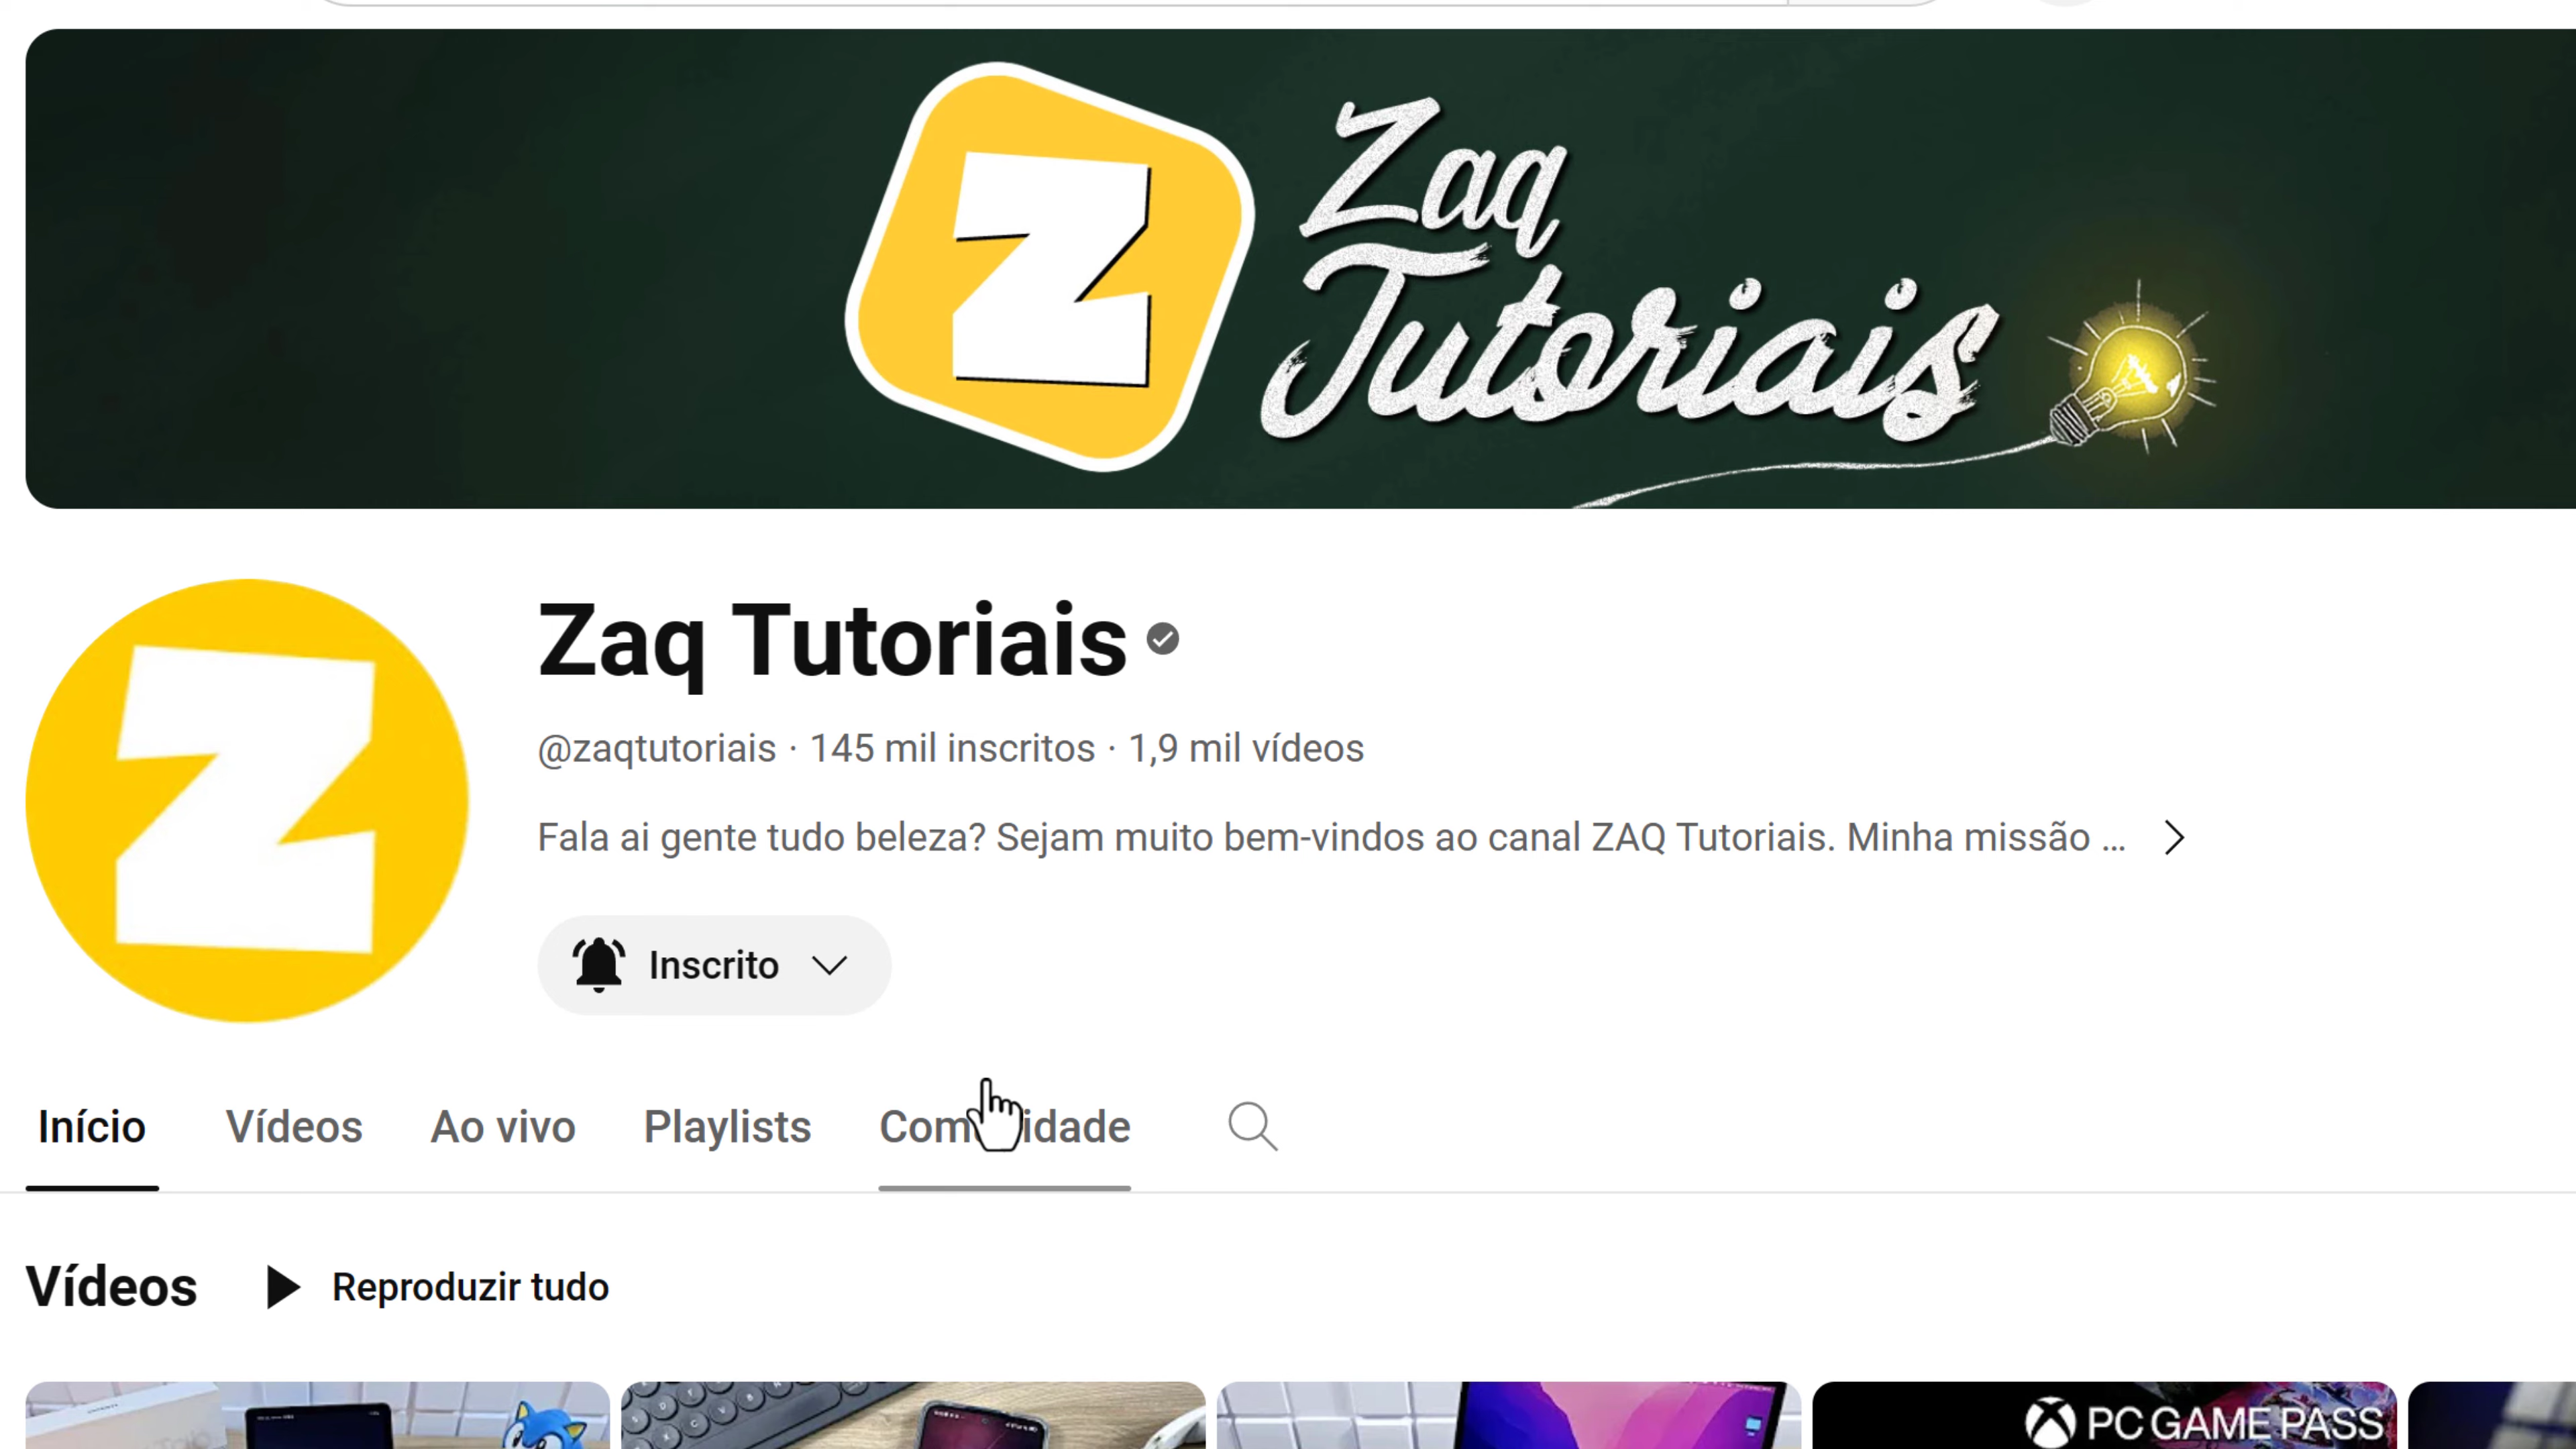 Z
Zaq
Tutoriais
Z
Zaq Tutoriais
@zaqtutoriais · 145 mil inscritos · 1,9 mil vídeos
Fala ai gente tudo beleza? Sejam muito bem-vindos ao canal ZAQ Tutoriais. Minha missão ...
Inscrito
Início Vídeos Ao vivo Playlists Com idade
Vídeos Reproduzir tudo
PC GAME PASS